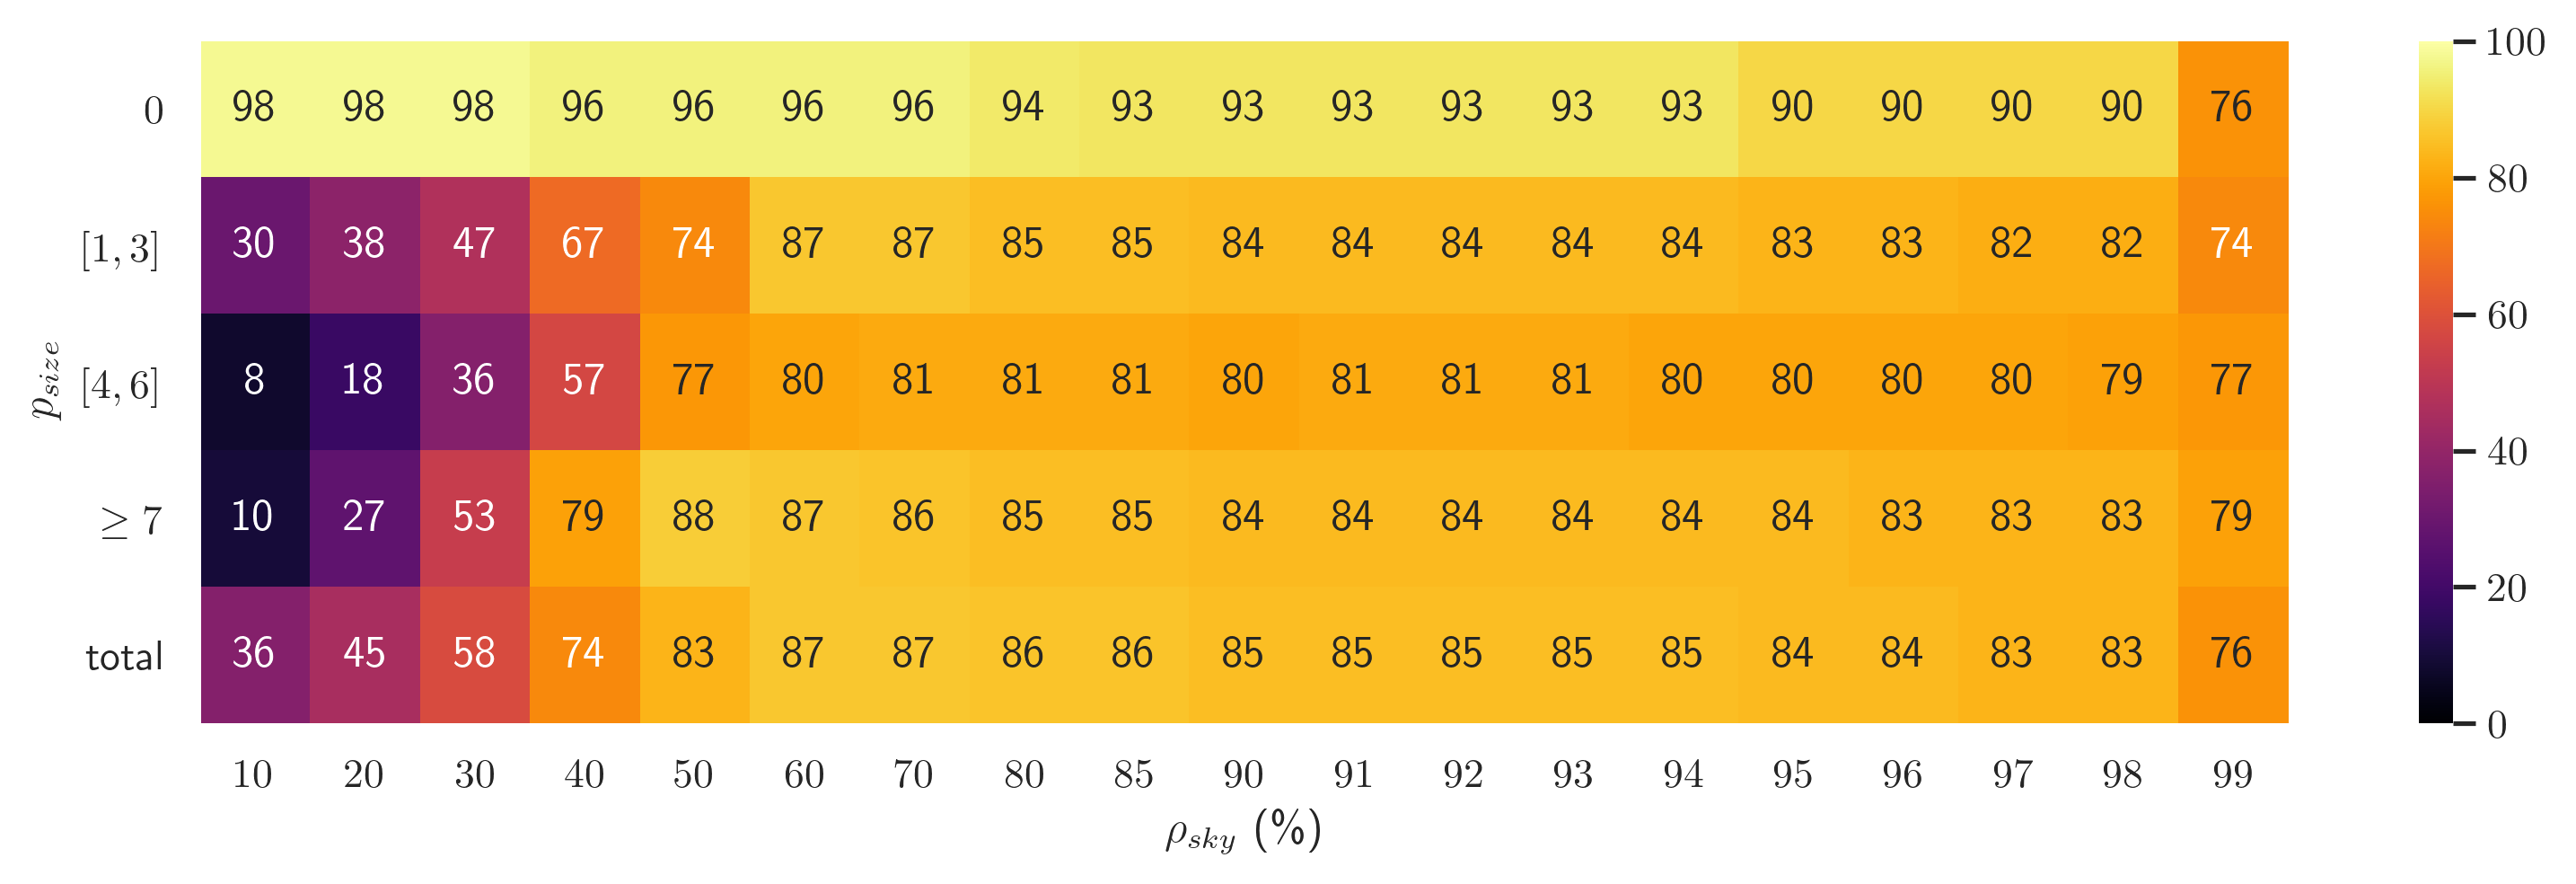 0 98 98 98 96 96 96 96 94 93 93 93 93 93 93 90 90 90 90 76
[1, 3] 30 38 47 67 74 87 87 85 85 84 84 84 84 84 83 83 82 82 74
[4, 6] 8 18 36 57 77 80 81 81 81 80 81 81 81 80 80 80 80 79 77
≥ 7 10 27 53 79 88 87 86 85 85 84 84 84 84 84 84 83 83 83 79
total 36 45 58 74 83 87 87 86 86 85 85 85 85 85 84 84 83 83 76
p_size
10 20 30 40 50 60 70 80 85 90 91 92 93 94 95 96 97 98 99
ρ_sky (%)
100
80
60
40
20
0